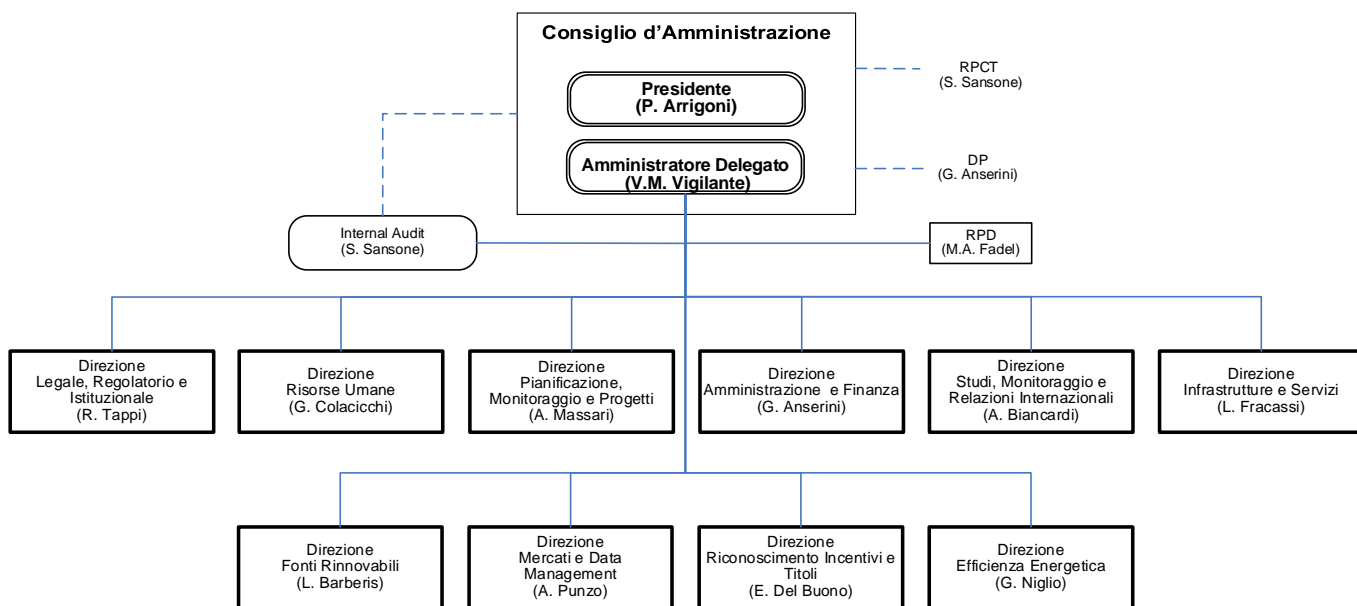 Consiglio d'Amministrazione
Presidente
(P. Arrigoni)
Amministratore Delegato
(V.M. Vigilante)
RPCT
(S. Sansone)
DP
(G. Anserini)
Internal Audit
(S. Sansone)
RPD
(M.A. Fadel)
Direzione
Legale, Regolatorio e
Istituzionale
(R. Tappi)
Direzione
Risorse Umane
(G. Colacicchi)
Direzione
Pianificazione,
Monitoraggio e Progetti
(A. Massari)
Direzione
Amministrazione e Finanza
(G. Anserini)
Direzione
Studi, Monitoraggio e
Relazioni Internazionali
(A. Biancardi)
Direzione
Infrastrutture e Servizi
(L. Fracassi)
Direzione
Fonti Rinnovabili
(L. Barberis)
Direzione
Mercati e Data
Management
(A. Punzo)
Direzione
Riconoscimento Incentivi e
Titoli
(E. Del Buono)
Direzione
Efficienza Energetica
(G. Niglio)